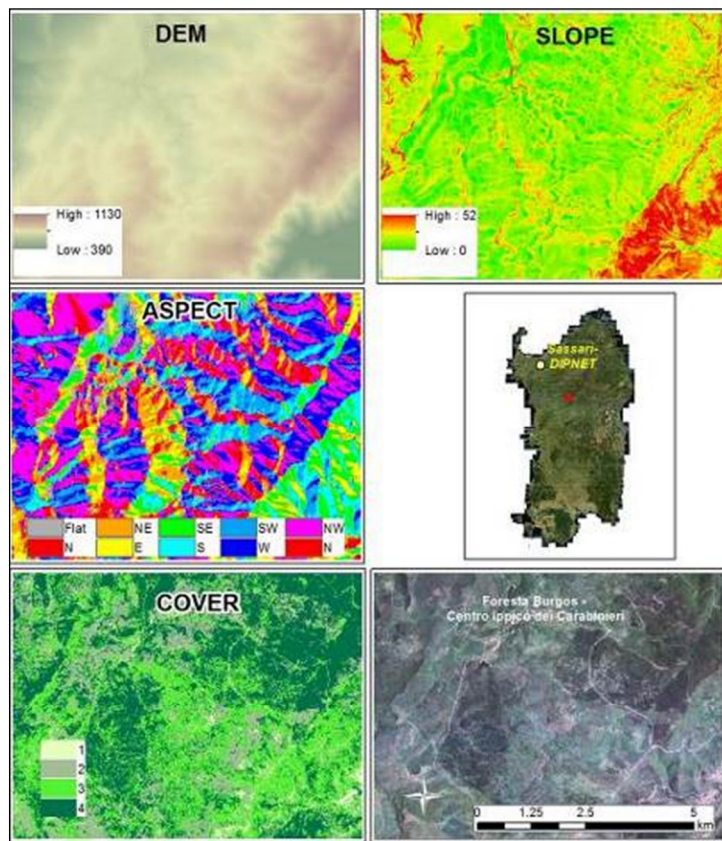 DEM
High : 1130
Low : 390
SLOPE
High : 52
Low : 0
ASPECT
Flat NE SE SW NW
N E S W N
Sassari-
DIPNET
COVER
1
2
3
4
Foresta Burgos -
Centro ippico dei Carabinieri
0 1.25 2.5 5
km